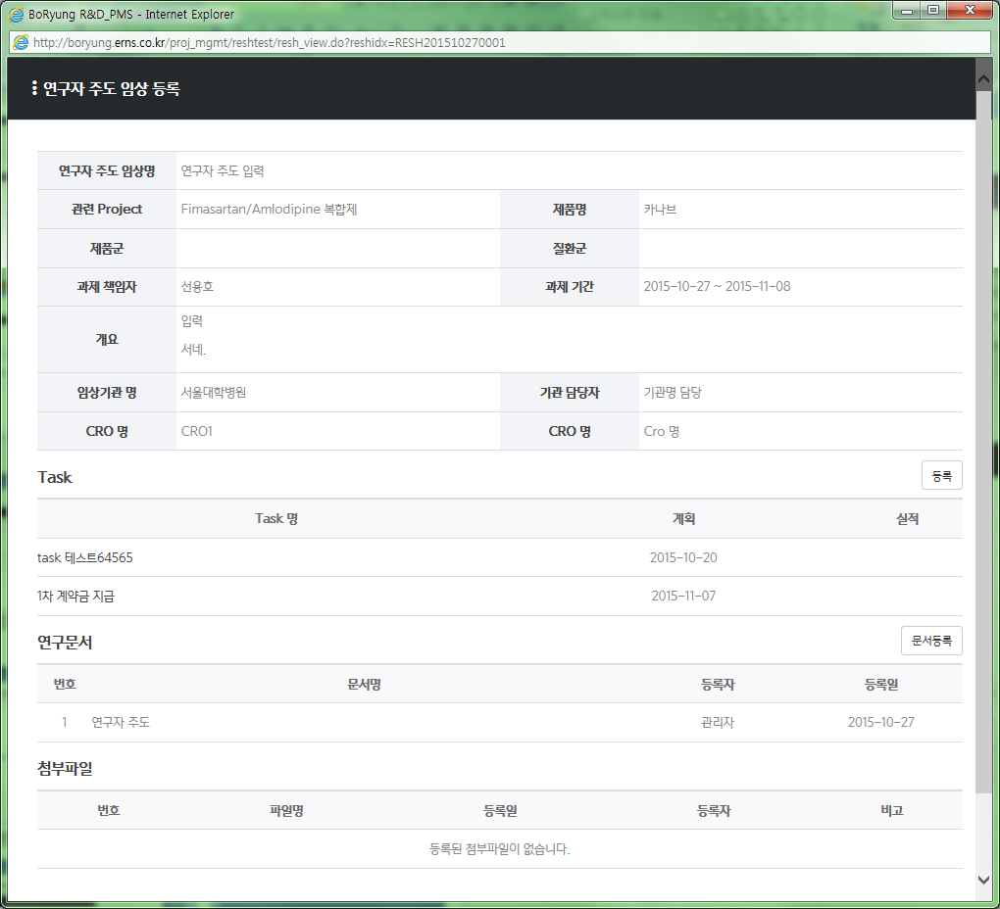 BoRyung R&D_PMS - Internet Explorer
http://boryung.erns.co.kr/proj_mgmt/reshtest/resh_view.do?reshidx=RESH201510270001
연구자 주도 임상 등록
연구자 주도 임상명 연구자 주도 입력
관련 Project Fimasartan/Amlodipine 복합제 제품명 카나브
제품군 질환군
과제 책임자 선용호 과제 기간 2015-10-27 ~ 2015-11-08
개요 입력
서네.
임상기관 명 서울대학병원 기관 담당자 기관명 담당
CRO 명 CRO1 CRO 명 Cro 명
Task 등록
Task 명 계획 실적
task 테스트64565 2015-10-20
1차 계약금 지급 2015-11-07
연구문서 문서등록
번호 문서명 등록자 등록일
1 연구자 주도 관리자 2015-10-27
첨부파일
번호 파일명 등록일 등록자 비고
등록된 첨부파일이 없습니다.